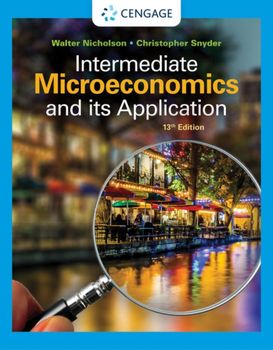 CENGAGE
Walter Nicholson • Christopher Snyder
Intermediate
Microeconomics
and its Application
13th Edition